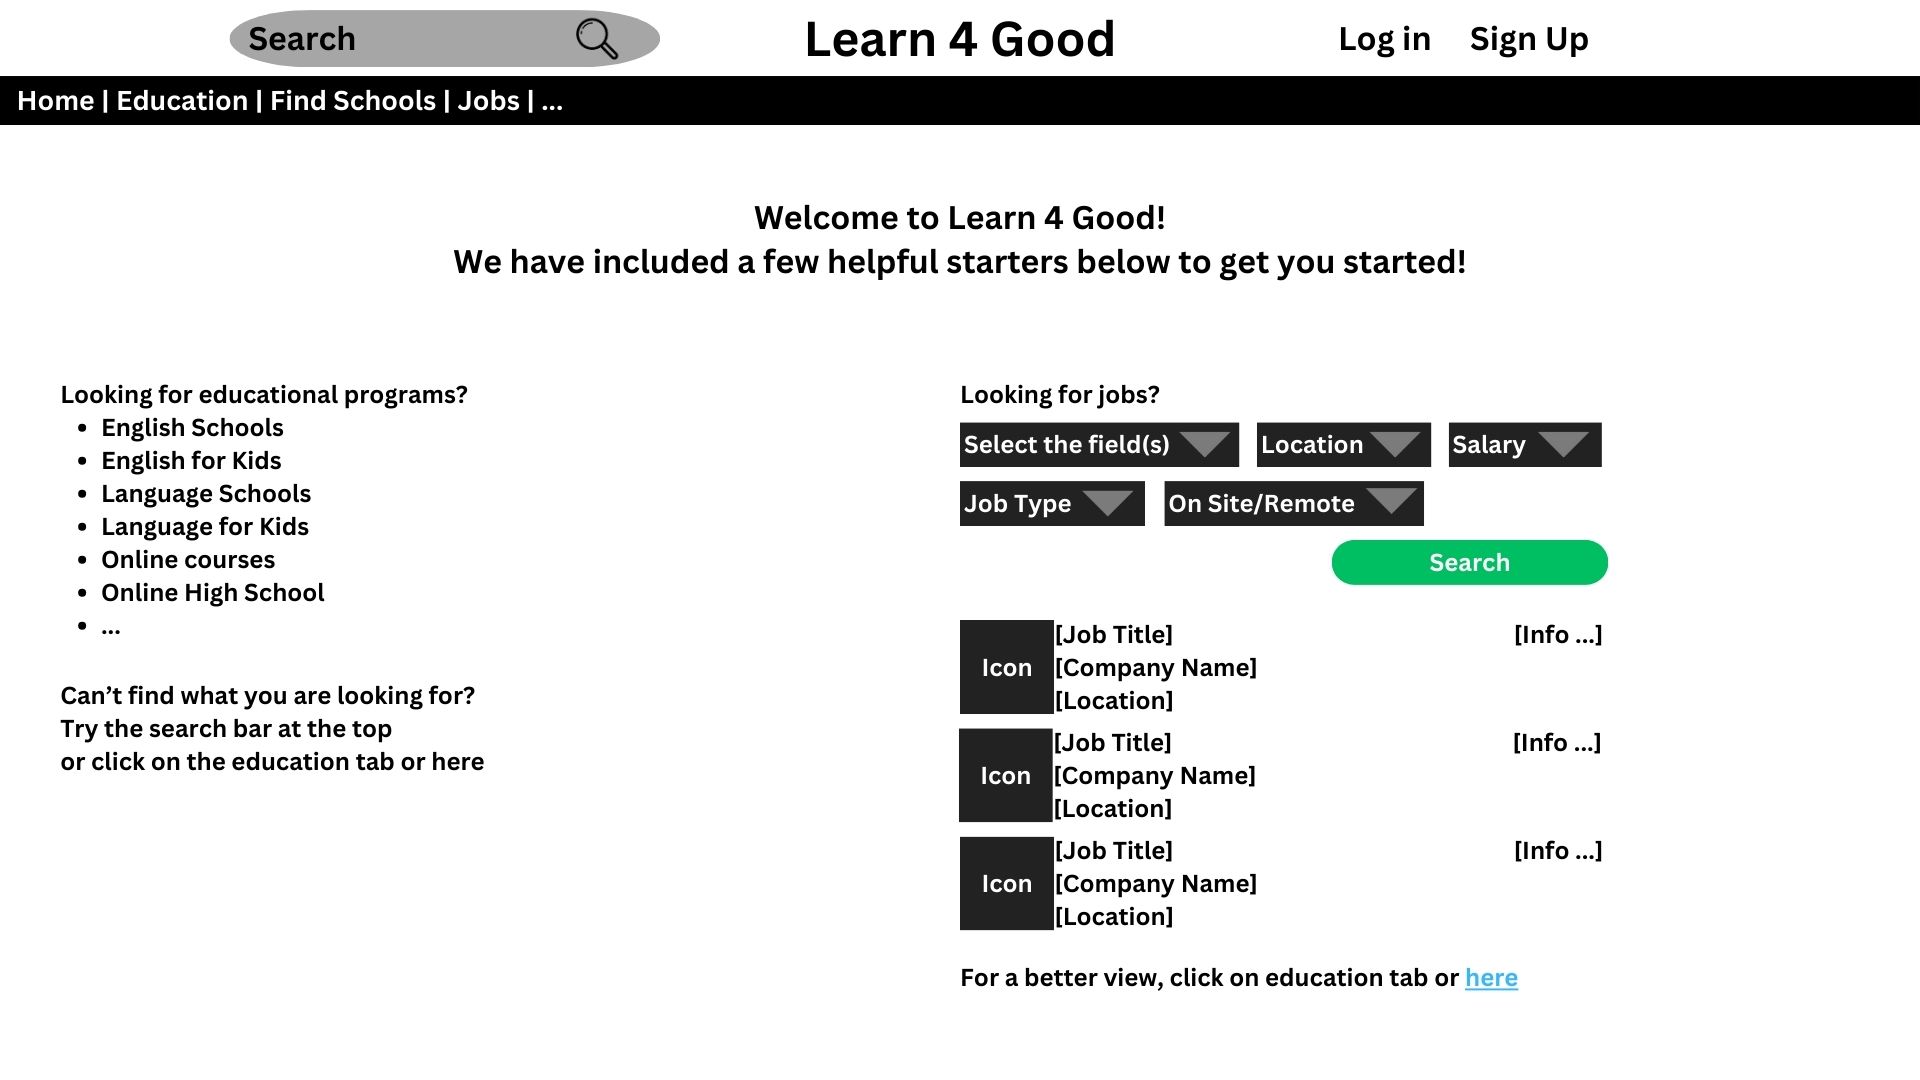 Search
Learn 4 Good
Log in
Sign Up
Home | Education | Find Schools | Jobs | ...
Welcome to Learn 4 Good!
We have included a few helpful starters below to get you started!
Looking for educational programs?
• English Schools
• English for Kids
• Language Schools
• Language for Kids
• Online courses
• Online High School
• ...
Can’t find what you are looking for?
Try the search bar at the top
or click on the education tab or here
Looking for jobs?
Select the field(s)
Location
Salary
Job Type
On Site/Remote
Search
Icon
[Job Title]
[Info ...]
[Company Name]
[Location]
Icon
[Job Title]
[Info ...]
[Company Name]
[Location]
Icon
[Job Title]
[Info ...]
[Company Name]
[Location]
For a better view, click on education tab or here